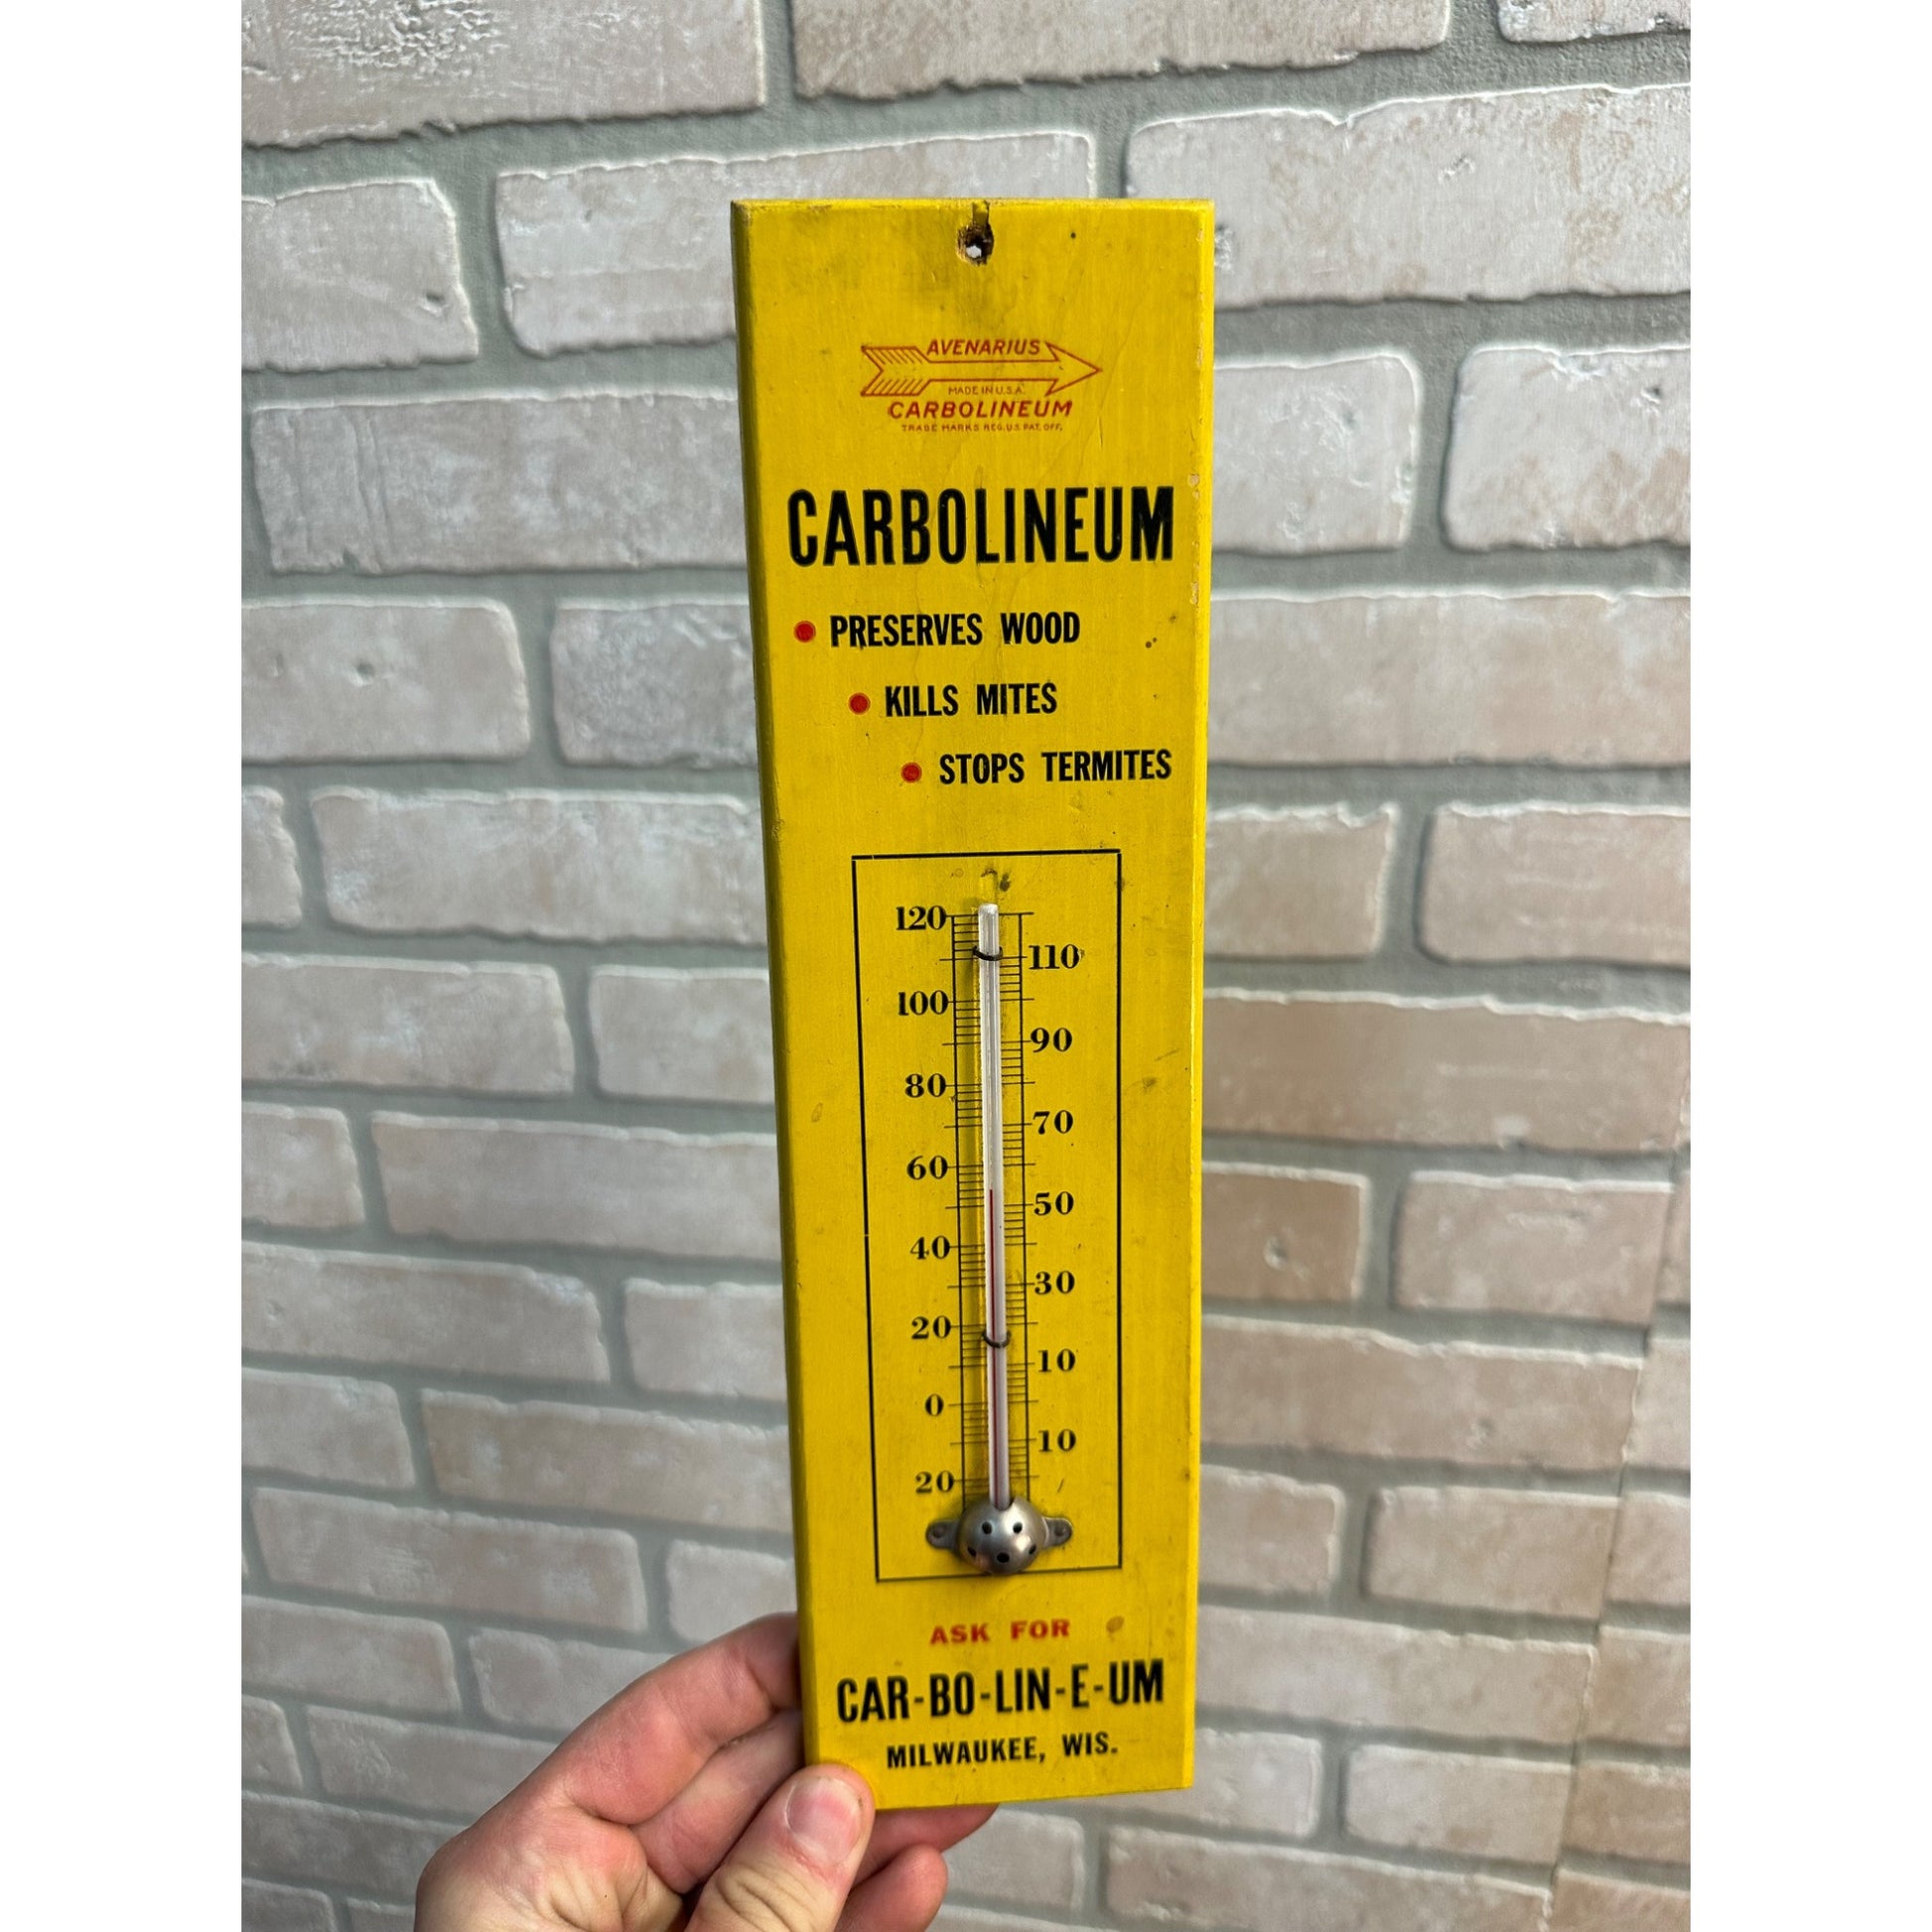 AVENARIUS
MADE IN U.S.A.
CARBOLINEUM
TRADE MARKS REG. U.S. PAT. OFF.
CARBOLINEUM
• PRESERVES WOOD
• KILLS MITES
• STOPS TERMITES
120
110
100
90
80
70
60
50
40
30
20
10
0
10
20
ASK FOR
CAR-BO-LIN-E-UM
MILWAUKEE, WIS.